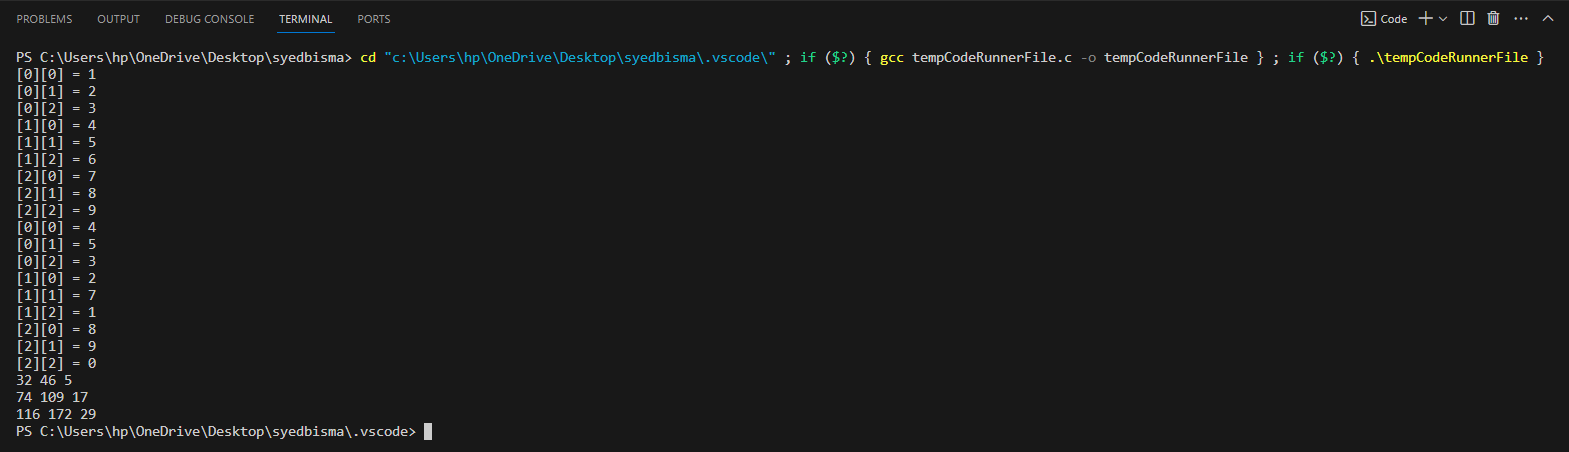 PROBLEMS OUTPUT DEBUG CONSOLE TERMINAL PORTS Code
PS C:\Users\hp\OneDrive\Desktop\syedbisma> cd "c:\Users\hp\OneDrive\Desktop\syedbisma\.vscode\" ; if ($?) { gcc tempCodeRunnerFile.c -o tempCodeRunnerFile } ; if ($?) { .\tempCodeRunnerFile }
[0][0] = 1
[0][1] = 2
[0][2] = 3
[1][0] = 4
[1][1] = 5
[1][2] = 6
[2][0] = 7
[2][1] = 8
[2][2] = 9
[0][0] = 4
[0][1] = 5
[0][2] = 3
[1][0] = 2
[1][1] = 7
[1][2] = 1
[2][0] = 8
[2][1] = 9
[2][2] = 0
32 46 5
74 109 17
116 172 29
PS C:\Users\hp\OneDrive\Desktop\syedbisma\.vscode>